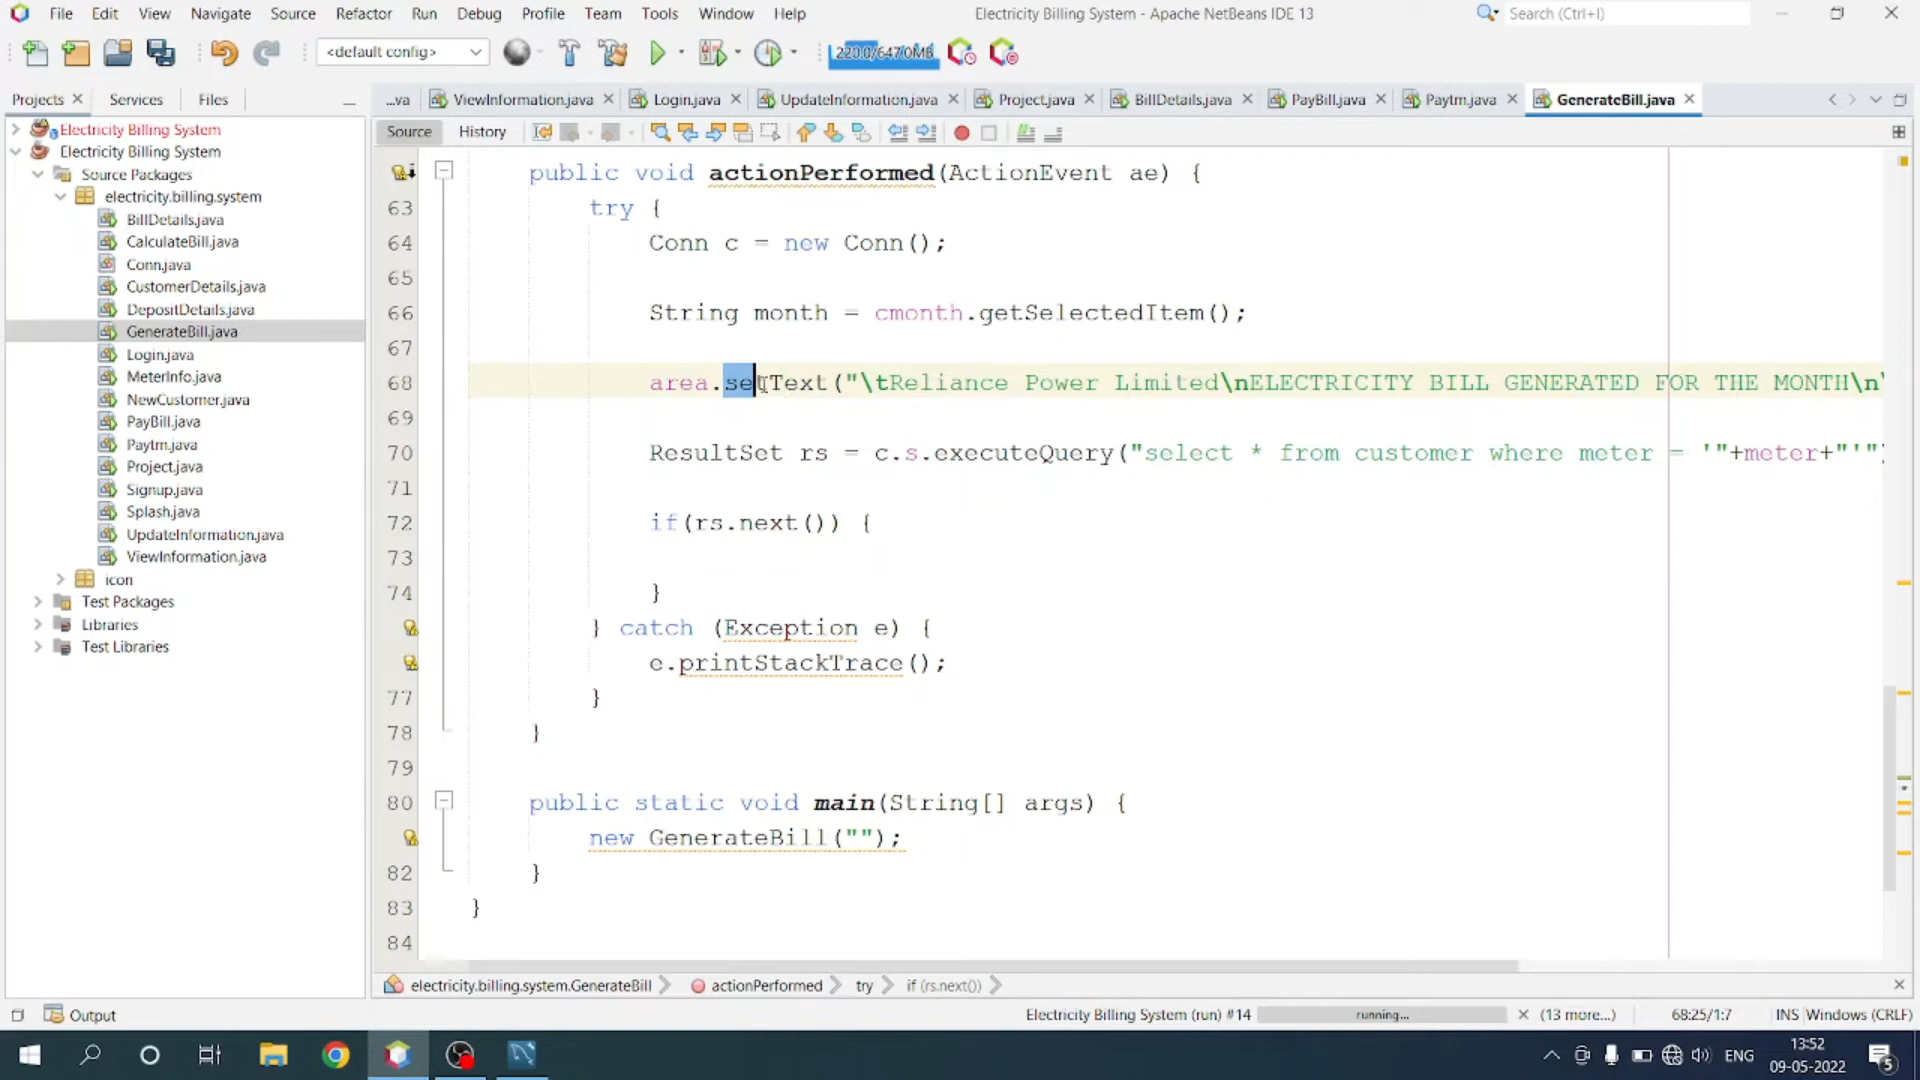 File Edit View Navigate Source Refactor Run Debug Profile Team Tools Window Help Electricity Billing System - Apache NetBeans IDE 13 Search (Ctrl+I)
<default config> 220.0/647.0MB
Projects Services Files
...va ViewInformation.java Login.java UpdateInformation.java Project.java BillDetails.java PayBill.java Paytm.java GenerateBill.java
Source History
Electricity Billing System
Electricity Billing System
Source Packages
electricity.billing.system
BillDetails.java
CalculateBill.java
Conn.java
CustomerDetails.java
DepositDetails.java
GenerateBill.java
Login.java
MeterInfo.java
NewCustomer.java
PayBill.java
Paytm.java
Project.java
Signup.java
Splash.java
UpdateInformation.java
ViewInformation.java
icon
Test Packages
Libraries
Test Libraries
public void actionPerformed(ActionEvent ae) {
63 try {
64 Conn c = new Conn();
65
66 String month = cmonth.getSelectedItem();
67
68 area.setText("\tReliance Power Limited\nELECTRICITY BILL GENERATED FOR THE MONTH\n
69
70 ResultSet rs = c.s.executeQuery("select * from customer where meter = '"+meter+"'"
71
72 if(rs.next()) {
73
74 }
} catch (Exception e) {
e.printStackTrace();
77 }
78 }
79
80 public static void main(String[] args) {
new GenerateBill("");
82 }
83 }
84
electricity.billing.system.GenerateBill actionPerformed try if (rs.next())
Output Electricity Billing System (run) #14 running... (13 more...) 68:25/1:7 INS Windows (CRLF)
ENG 13:52
09-05-2022 5